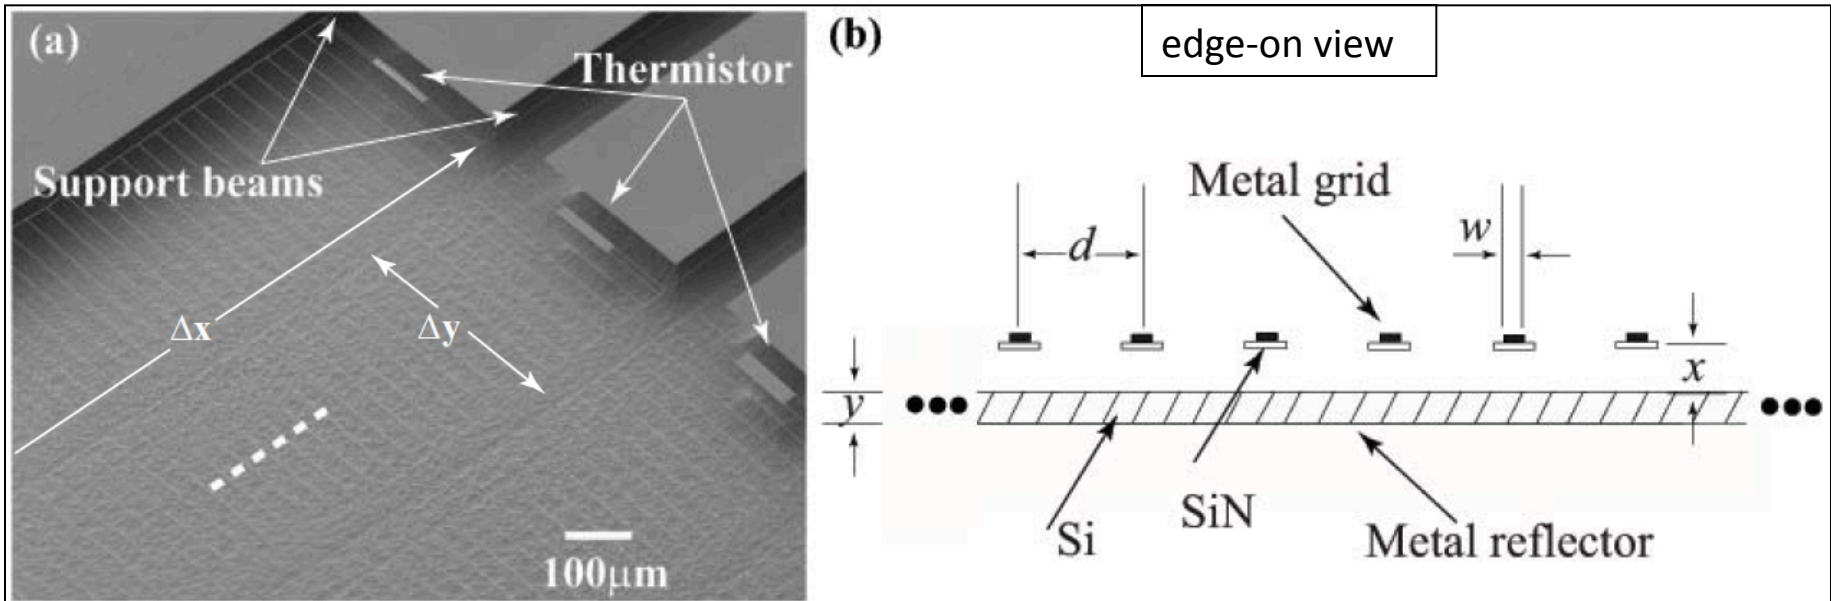 (a)
Thermistor
Support beams
Δx
Δy
100μm
(b)
edge-on view
Metal grid
d
w
x
y
Si
SiN
Metal reflector